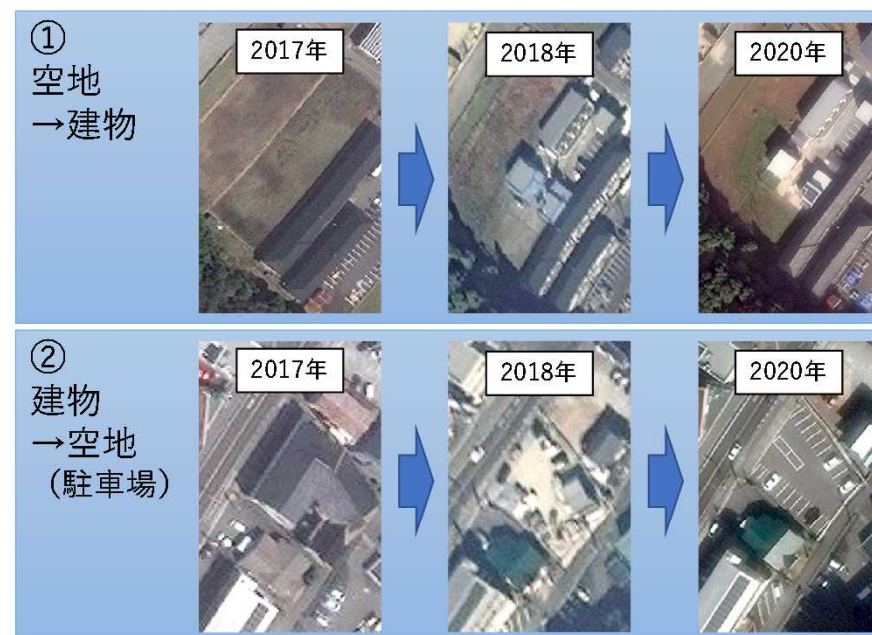 ①
空地
→建物
2017年
2018年
2020年
②
建物
→空地
（駐車場）
2017年
2018年
2020年